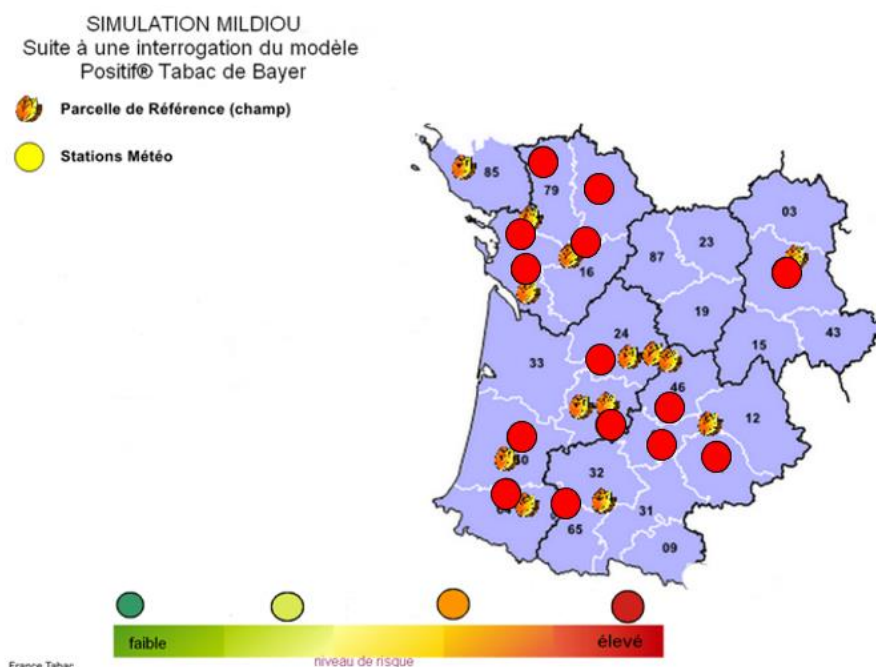 SIMULATION MILDIOU
Suite à une interrogation du modèle
Positif® Tabac de Bayer
Parcelle de Référence (champ)
Stations Météo
85
79
03
23
87
16
19
24
43
15
33
46
12
32
31
65
09
faible
élevé
niveau de risque
France Tabac